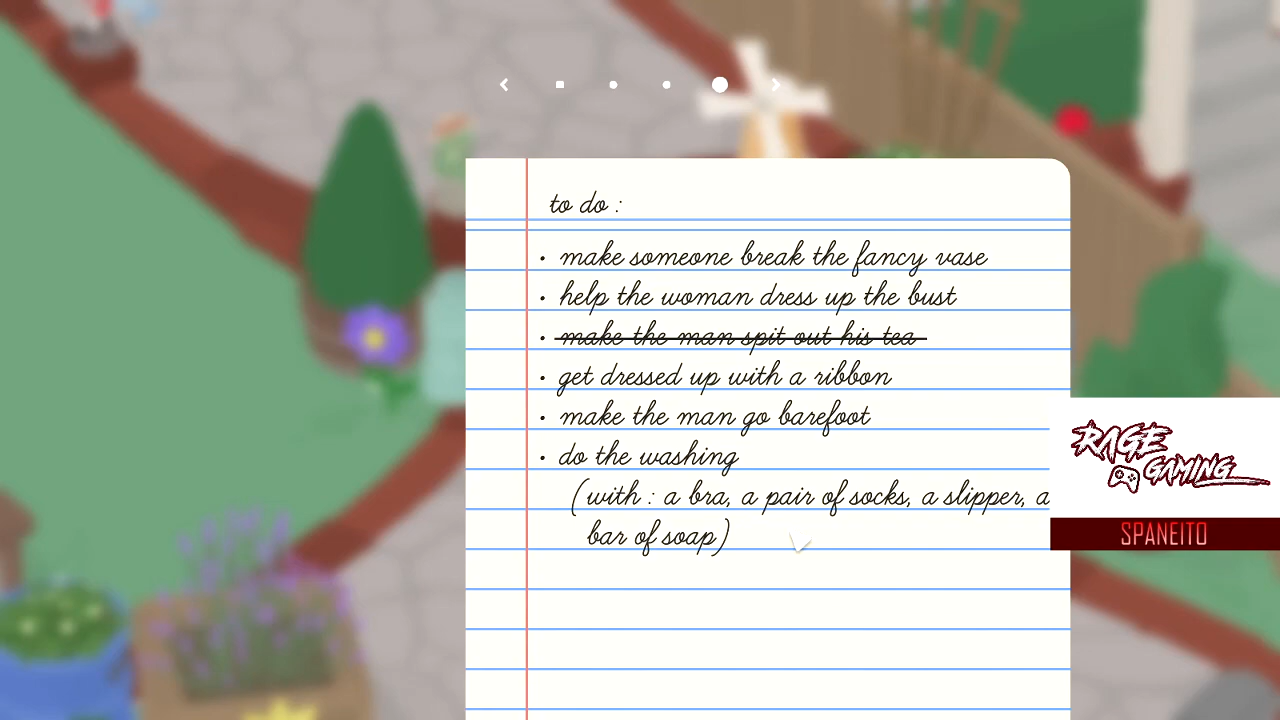 to do :
• make someone break the fancy vase
• help the woman dress up the bust
• make the man spit out his tea
• get dressed up with a ribbon
• make the man go barefoot
• do the washing
(with : a bra, a pair of socks, a slipper, a
bar of soap)
RAGE
GAMING
SPANEITO